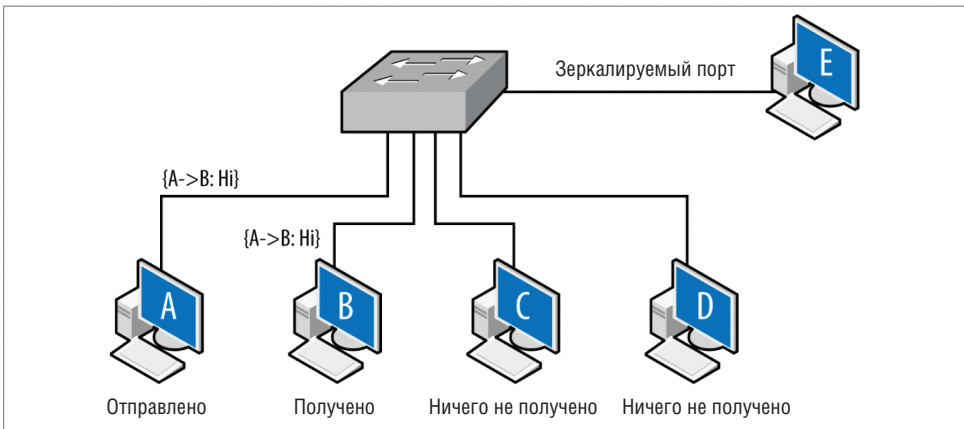 Зеркалируемый порт
E
{A->B: Hi}
{A->B: Hi}
A
B
C
D
Отправлено
Получено
Ничего не получено
Ничего не получено